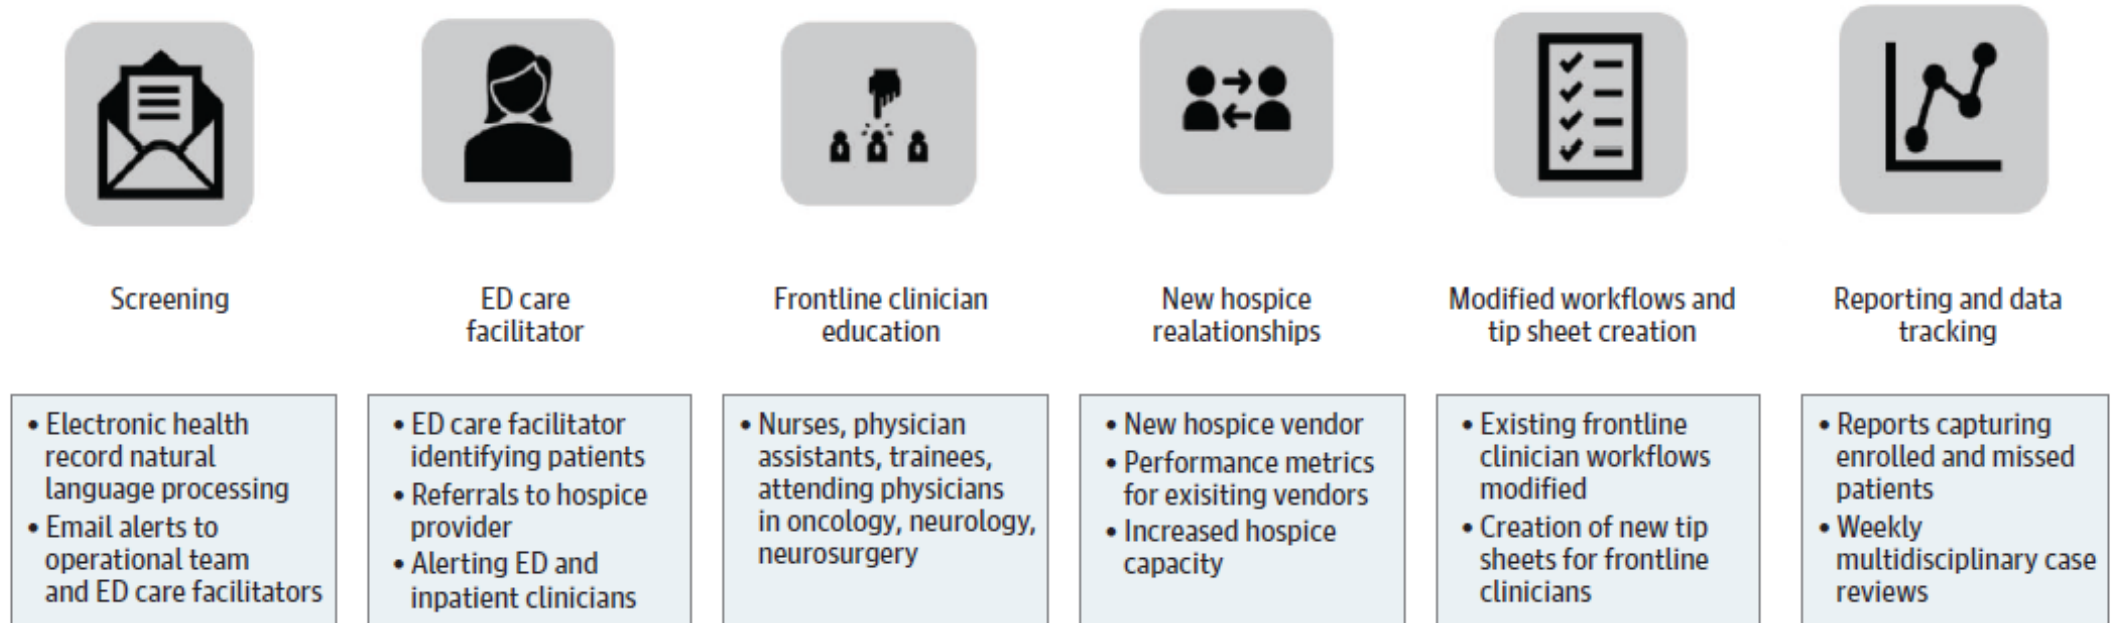 Screening
ED care
facilitator
Frontline clinician
education
New hospice
realationships
Modified workflows and
tip sheet creation
Reporting and data
tracking
• Electronic health
record natural
language processing
• Email alerts to
operational team
and ED care facilitators
• ED care facilitator
identifying patients
• Referrals to hospice
provider
• Alerting ED and
inpatient clinicians
• Nurses, physician
assistants, trainees,
attending physicians
in oncology, neurology,
neurosurgery
• New hospice vendor
• Performance metrics
for exisiting vendors
• Increased hospice
capacity
• Existing frontline
clinician workflows
modified
• Creation of new tip
sheets for frontline
clinicians
• Reports capturing
enrolled and missed
patients
• Weekly
multidisciplinary case
reviews